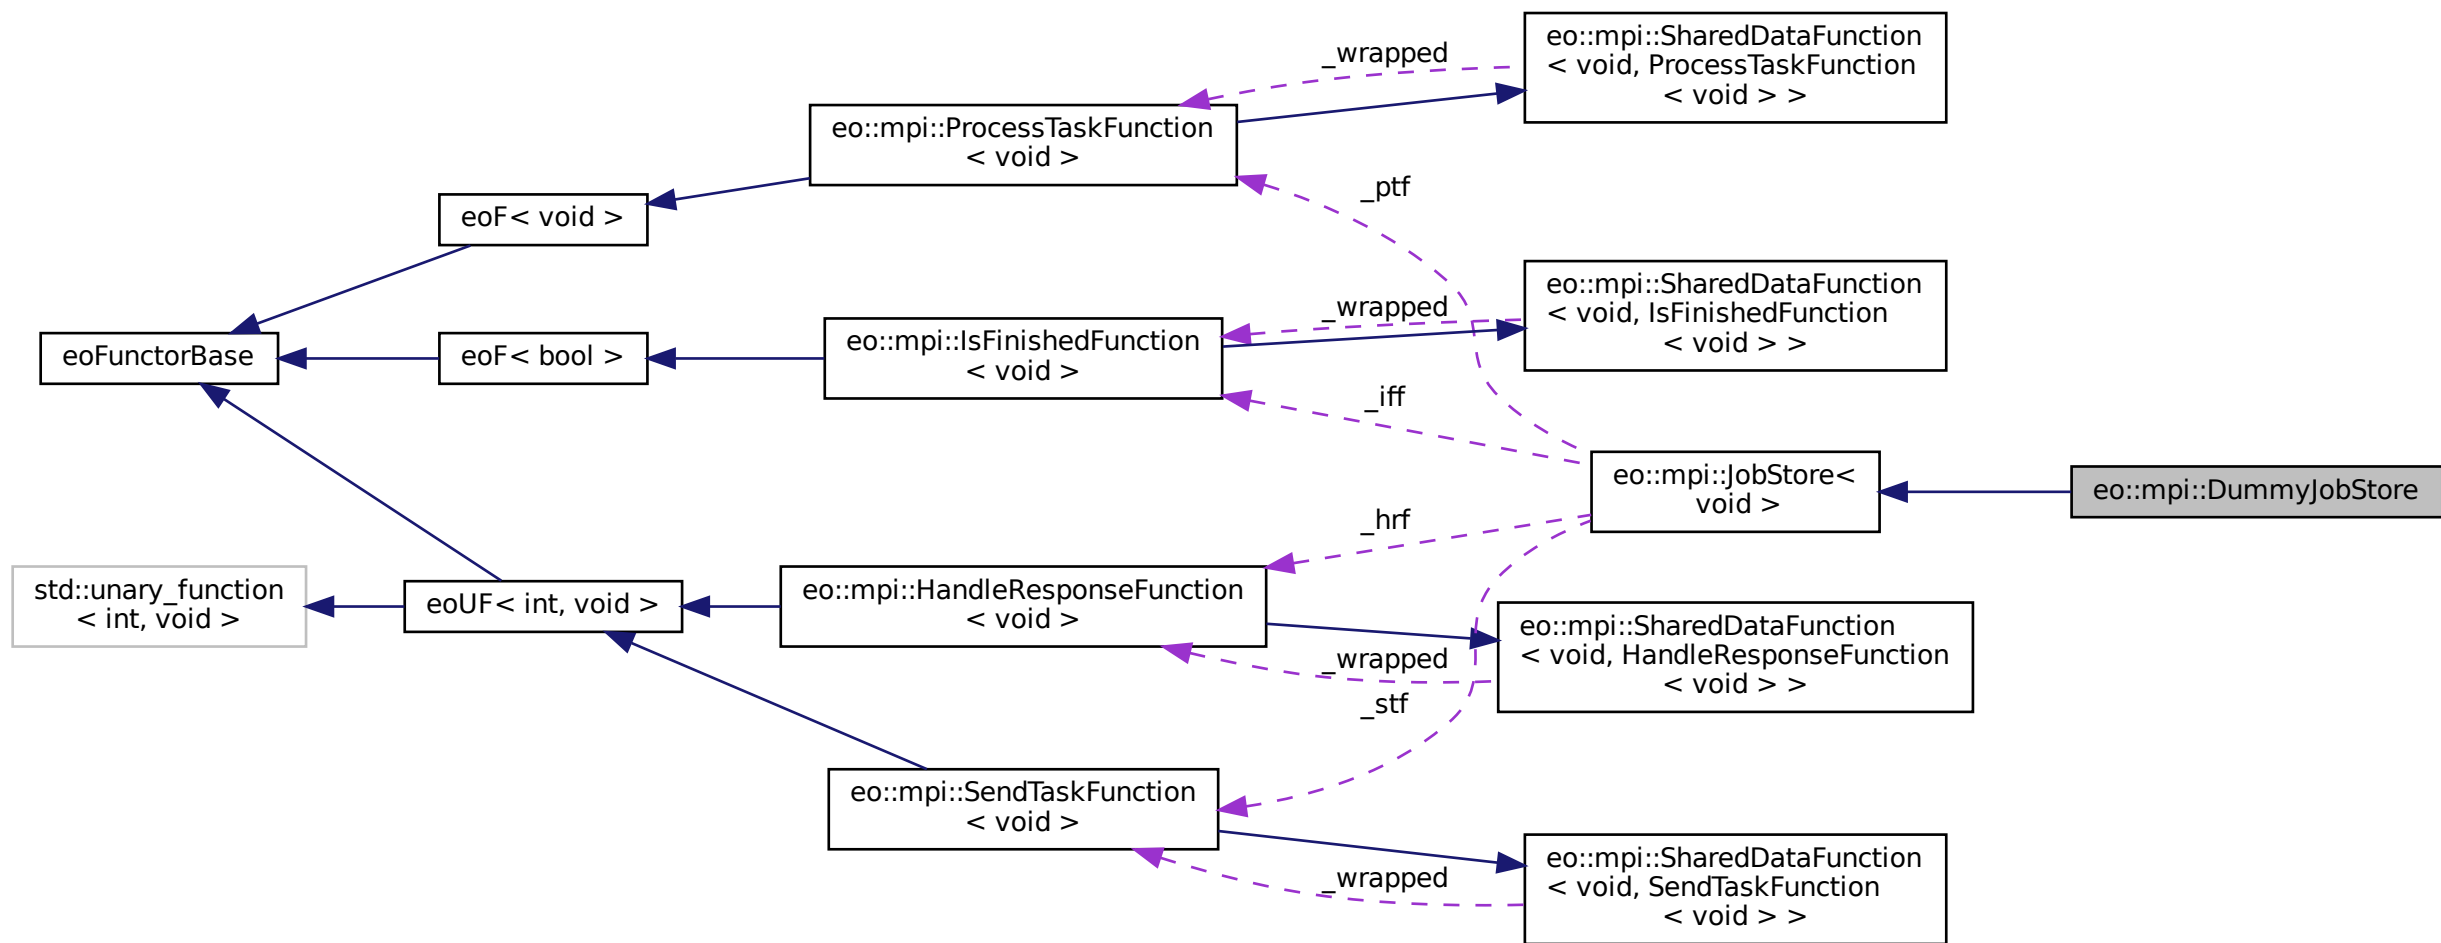 eo::mpi::SharedDataFunction
< void, ProcessTaskFunction
< void > >
_wrapped
eo::mpi::ProcessTaskFunction
< void >
_ptf
eoF< void >
eo::mpi::SharedDataFunction
< void, IsFinishedFunction
< void > >
_wrapped
eo::mpi::IsFinishedFunction
< void >
eoF< bool >
eoFunctorBase
_iff
eo::mpi::JobStore<
void >
eo::mpi::DummyJobStore
_hrf
std::unary_function
< int, void >
eoUF< int, void >
eo::mpi::HandleResponseFunction
< void >
eo::mpi::SharedDataFunction
< void, HandleResponseFunction
< void > >
_wrapped
_stf
eo::mpi::SendTaskFunction
< void >
_wrapped
eo::mpi::SharedDataFunction
< void, SendTaskFunction
< void > >